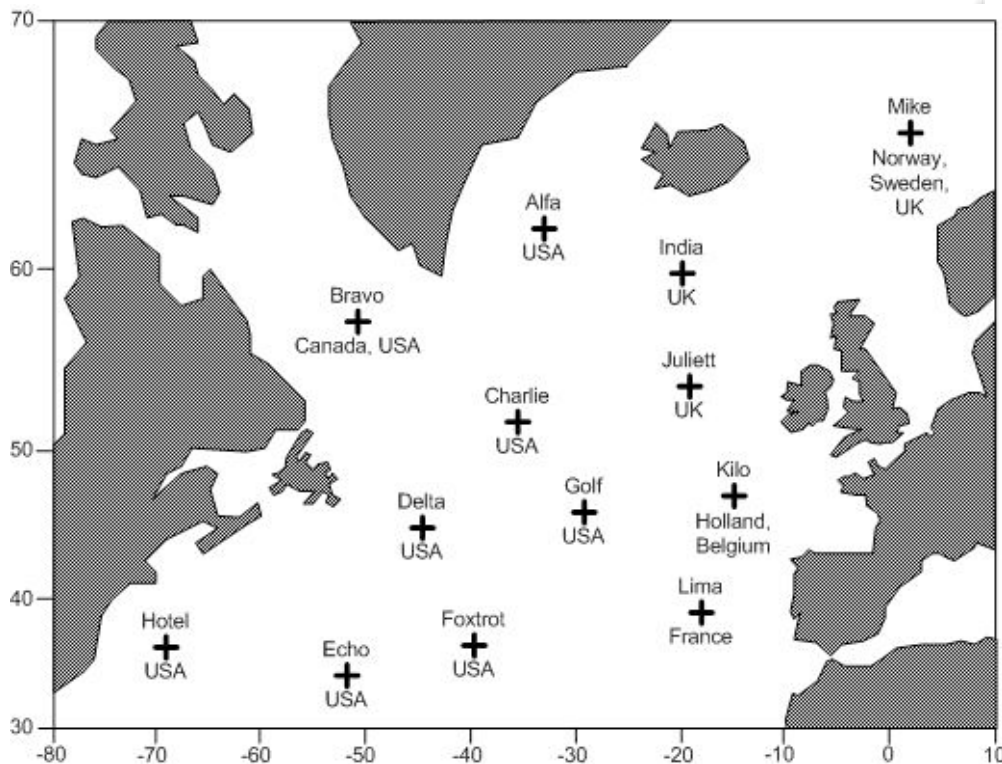 70
Mike
Norway,
Sweden,
UK
Alfa
USA
India
UK
60
Bravo
Canada, USA
Juliett
UK
Charlie
USA
50
Kilo
Holland,
Belgium
Golf
USA
Delta
USA
40
Lima
France
Hotel
USA
Foxtrot
USA
Echo
USA
30
-80 -70 -60 -50 -40 -30 -20 -10 0 10